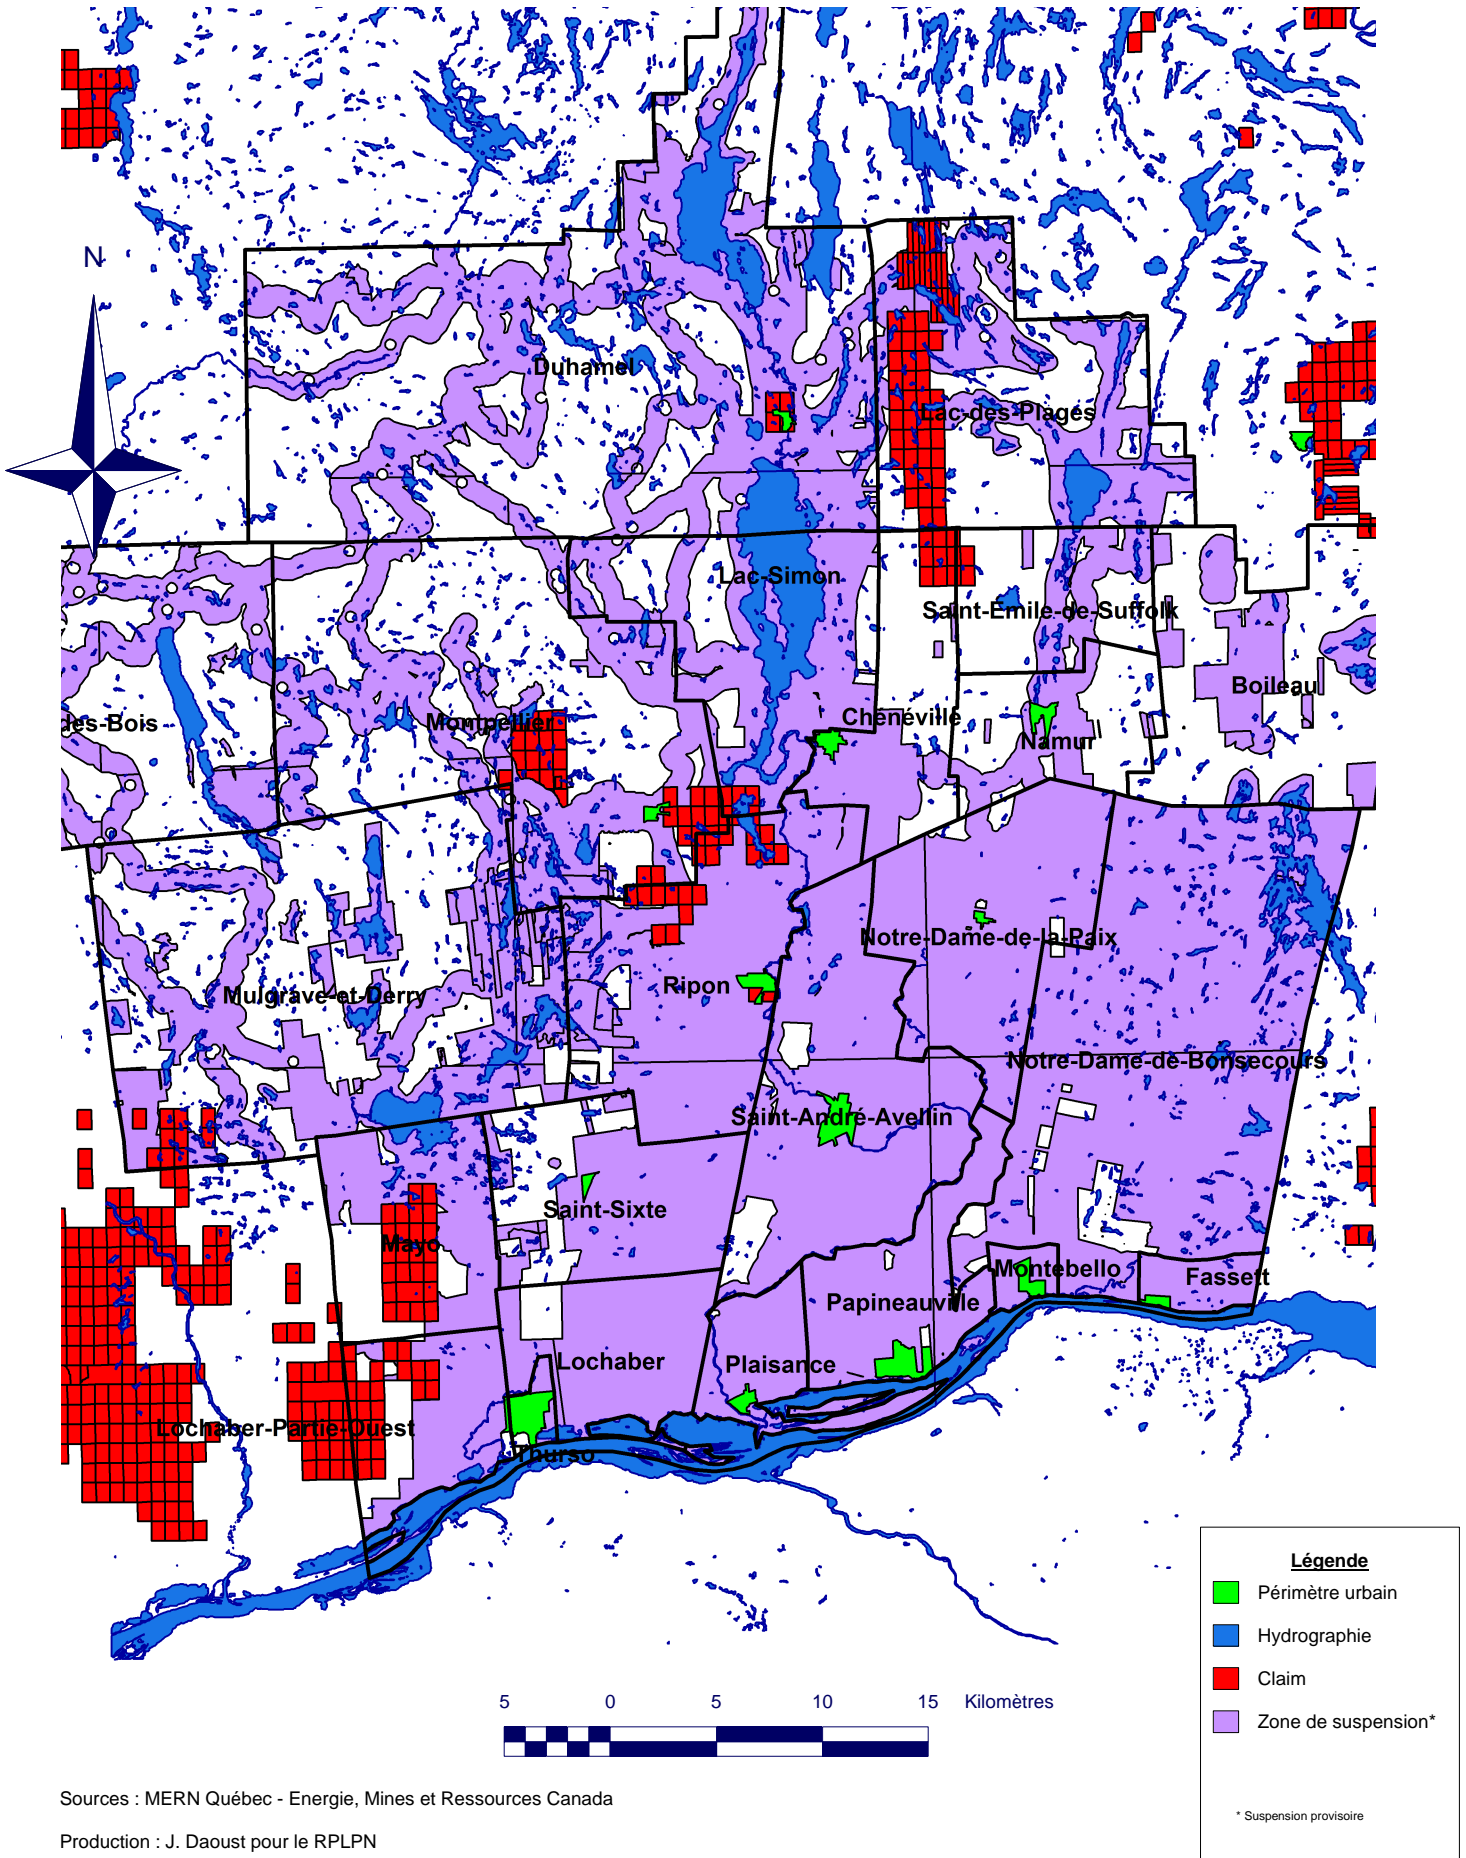 N
Duhamel
Lac-des-Plages
Lac-Simon
Saint-Émile-de-Suffolk
Boileau
des-Bois
Montpellier
Chénéville
Namur
Notre-Dame-de-la-Paix
Ripon
Mulgrave-et-Derry
Notre-Dame-de-Bonsecours
Saint-André-Avellin
Saint-Sixte
Mayo
Montebello
Fassett
Papineauville
Lochaber
Plaisance
Lochaber-Partie-Ouest
Thurso
Légende
Périmètre urbain
Hydrographie
Claim
Zone de suspension*
* Suspension provisoire
5 0 5 10 15 Kilomètres
Sources : MERN Québec - Energie, Mines et Ressources Canada
Production : J. Daoust pour le RPLPN